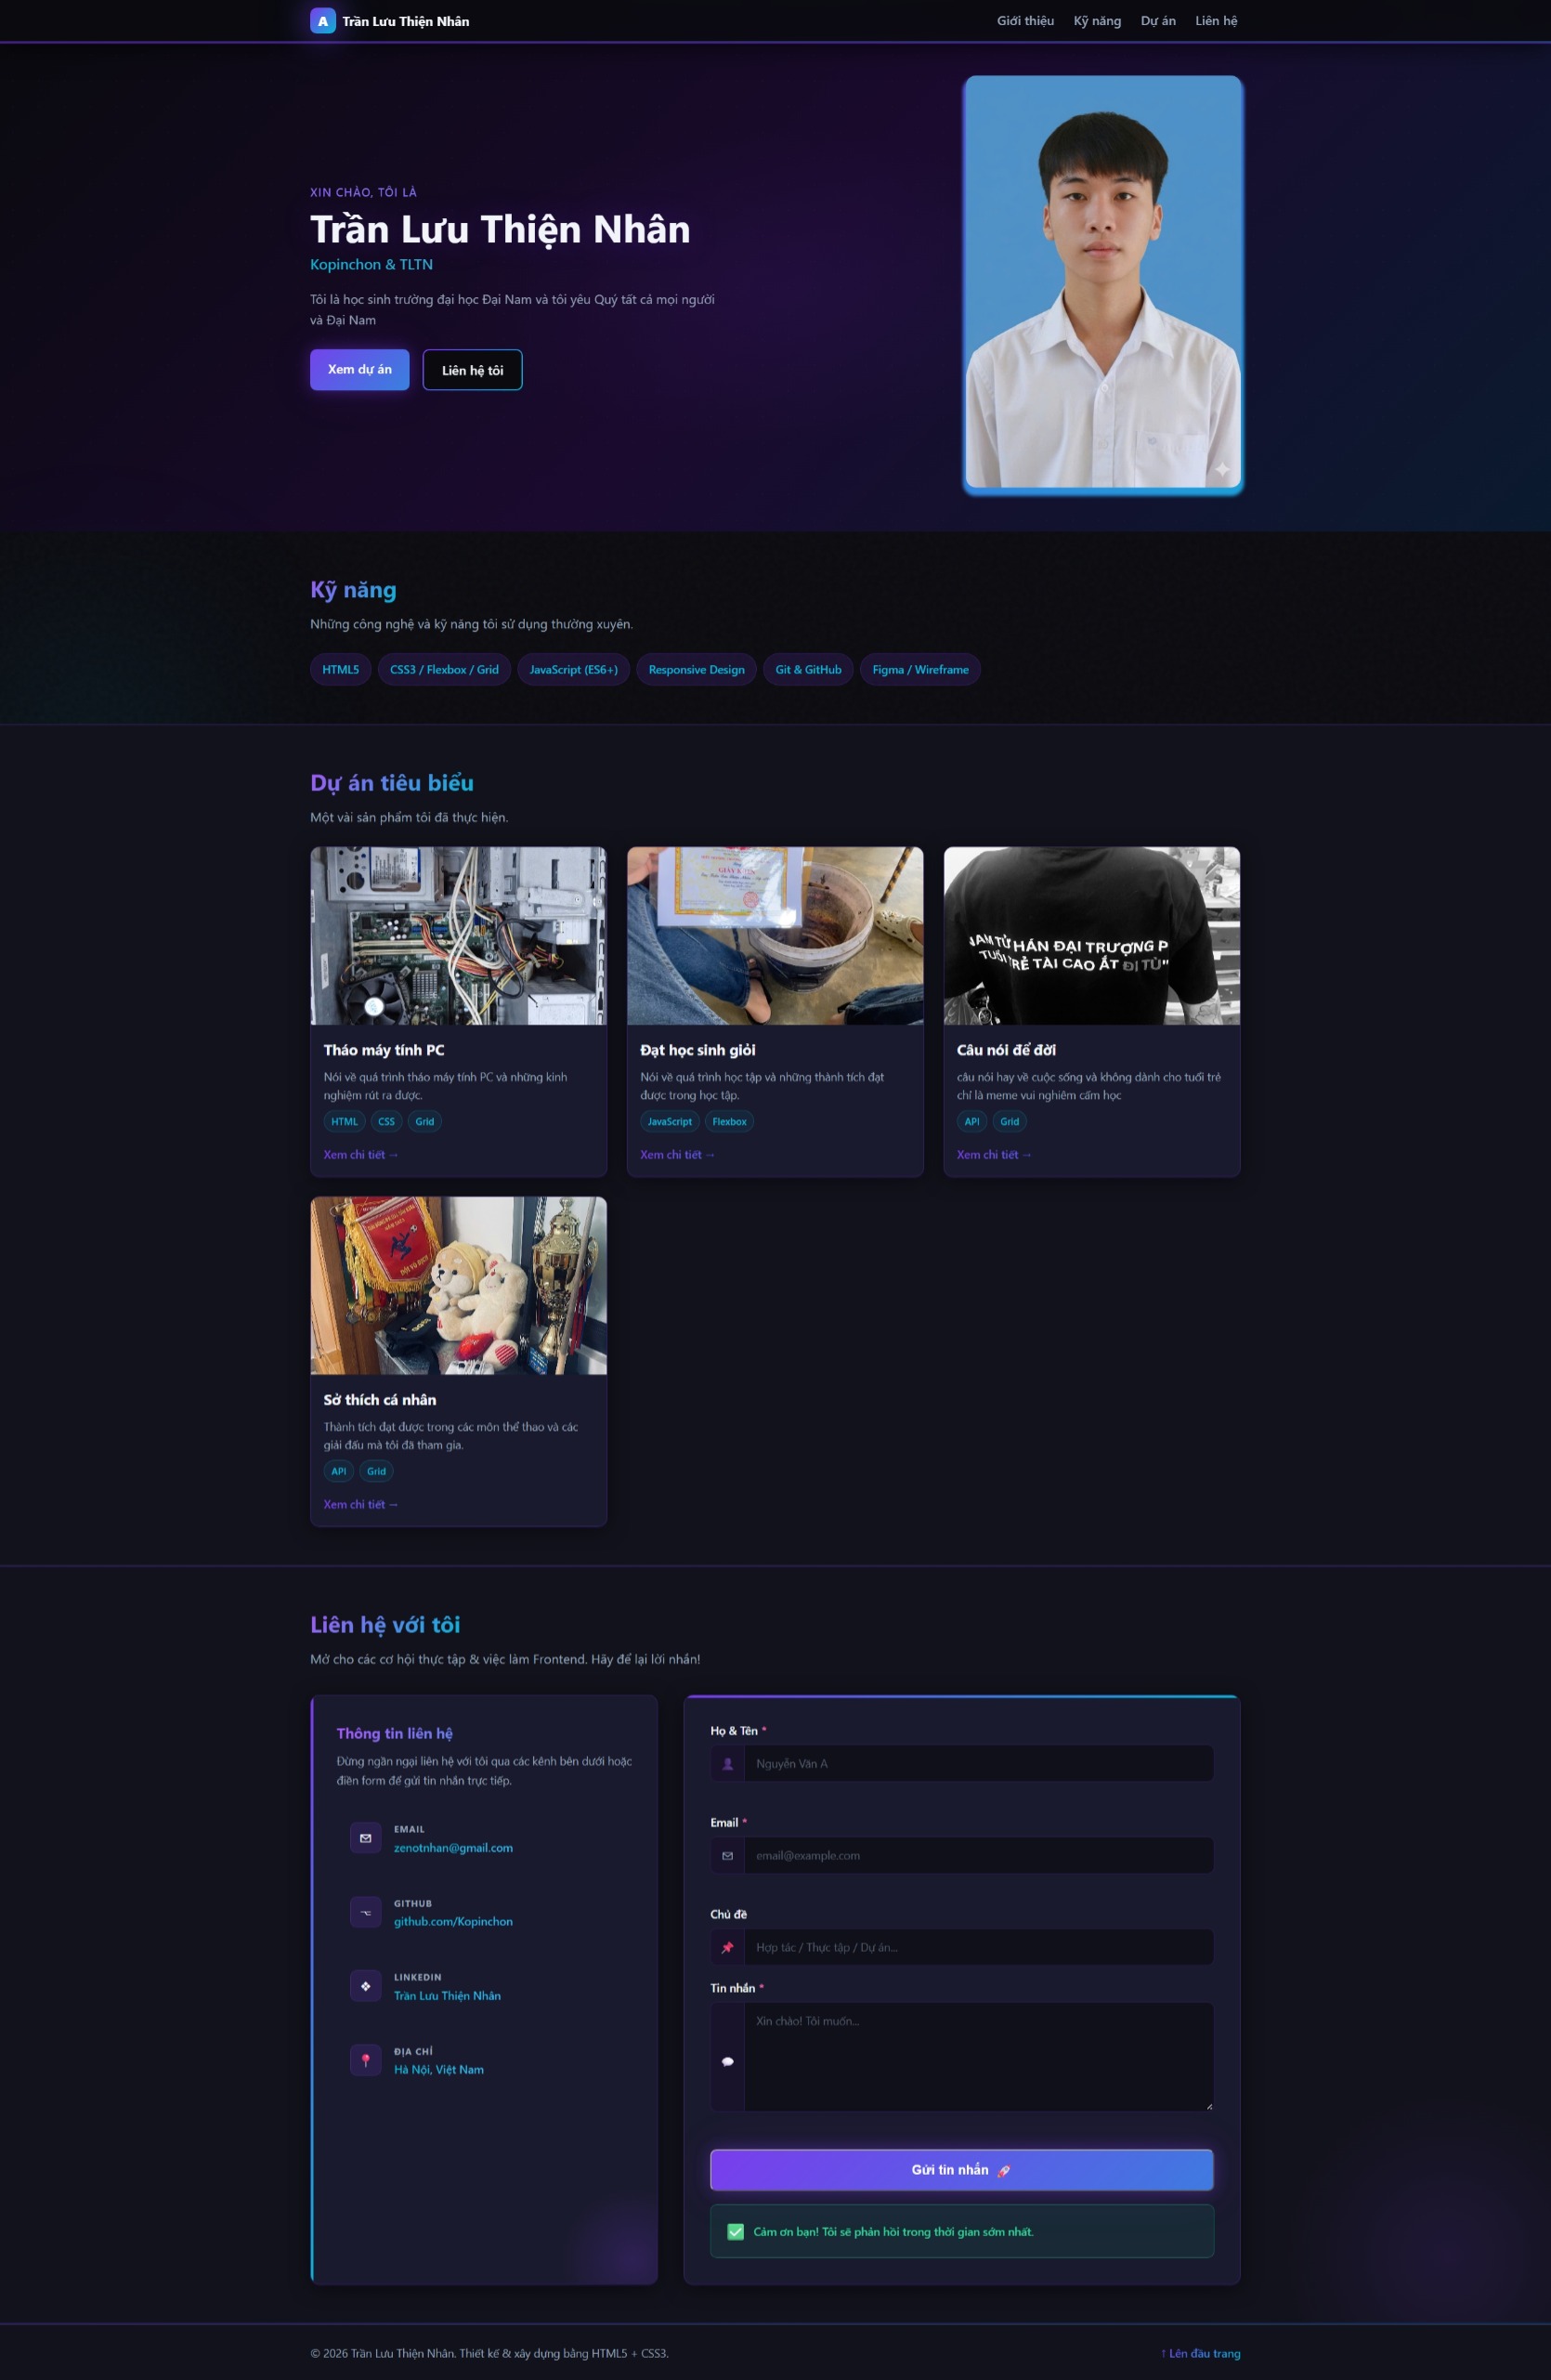 A Trần Lưu Thiện Nhân
Giới thiệu Kỹ năng Dự án Liên hệ
XIN CHÀO, TÔI LÀ
Trần Lưu Thiện Nhân
Kopinchon & TLTN
Tôi là học sinh trường đại học Đại Nam và tôi yêu Quý tất cả mọi người
và Đại Nam
Xem dự án
Liên hệ tôi
Kỹ năng
Những công nghệ và kỹ năng tôi sử dụng thường xuyên.
HTML5
CSS3 / Flexbox / Grid
JavaScript (ES6+)
Responsive Design
Git & GitHub
Figma / Wireframe
Dự án tiêu biểu
Một vài sản phẩm tôi đã thực hiện.
Tháo máy tính PC
Nói về quá trình tháo máy tính PC và những kinh
nghiệm rút ra được.
HTML CSS Grid
Xem chi tiết →
GIẤY KHEN
Đạt học sinh giỏi
Nói về quá trình học tập và những thành tích đạt
được trong học tập.
JavaScript Flexbox
Xem chi tiết →
NAM TỬ HÁN ĐẠI TRƯỢNG P
TUỔI TRẺ TÀI CAO ẮT ĐI TÙ"
Câu nói để đời
câu nói hay về cuộc sống và không dành cho tuổi trẻ
chỉ là meme vui nghiêm cấm học
API Grid
Xem chi tiết →
Sở thích cá nhân
Thành tích đạt được trong các môn thể thao và các
giải đấu mà tôi đã tham gia.
API Grid
Xem chi tiết →
Liên hệ với tôi
Mở cho các cơ hội thực tập & việc làm Frontend. Hãy để lại lời nhắn!
Thông tin liên hệ
Đừng ngần ngại liên hệ với tôi qua các kênh bên dưới hoặc
điền form để gửi tin nhắn trực tiếp.
EMAIL
zenotnhan@gmail.com
GITHUB
github.com/Kopinchon
LINKEDIN
Trần Lưu Thiện Nhân
ĐỊA CHỈ
Hà Nội, Việt Nam
Họ & Tên *
Nguyễn Văn A
Email *
email@example.com
Chủ đề
Hợp tác / Thực tập / Dự án...
Tin nhắn *
Xin chào! Tôi muốn...
Gửi tin nhắn 🚀
✅ Cảm ơn bạn! Tôi sẽ phản hồi trong thời gian sớm nhất.
© 2026 Trần Lưu Thiện Nhân. Thiết kế & xây dựng bằng HTML5 + CSS3.
↑ Lên đầu trang